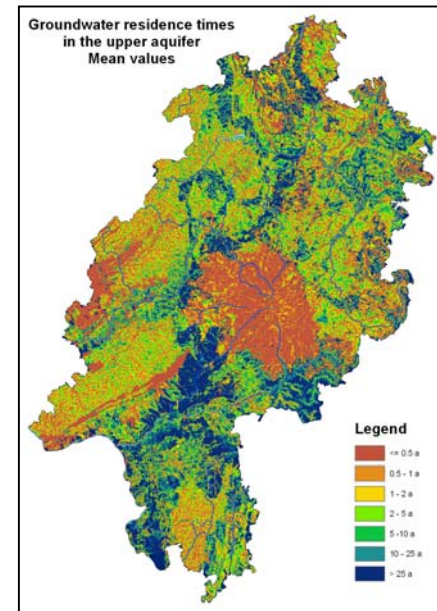 Groundwater residence times
in the upper aquifer
Mean values
Legend
<= 0.5 a
0.5 - 1 a
1 - 2 a
2 - 5 a
5 -10 a
10 - 25 a
> 25 a